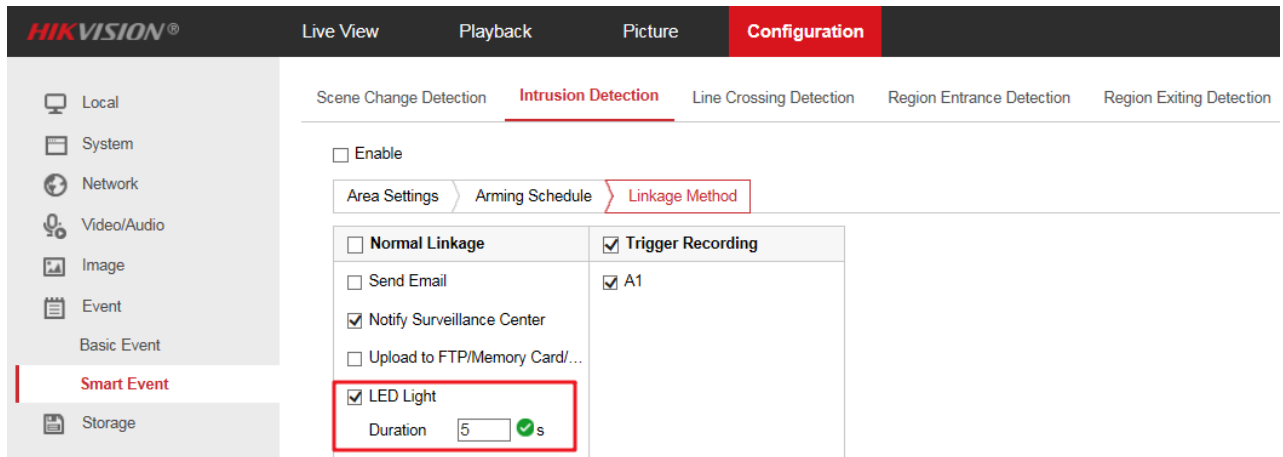 HIKVISION® Live View Playback Picture Configuration
Local
System
Network
Video/Audio
Image
Event
Basic Event
Smart Event
Storage
Scene Change Detection Intrusion Detection Line Crossing Detection Region Entrance Detection Region Exiting Detection
Enable
Area Settings Arming Schedule Linkage Method
Normal Linkage Trigger Recording
Send Email A1
Notify Surveillance Center
Upload to FTP/Memory Card/...
LED Light
Duration 5 s